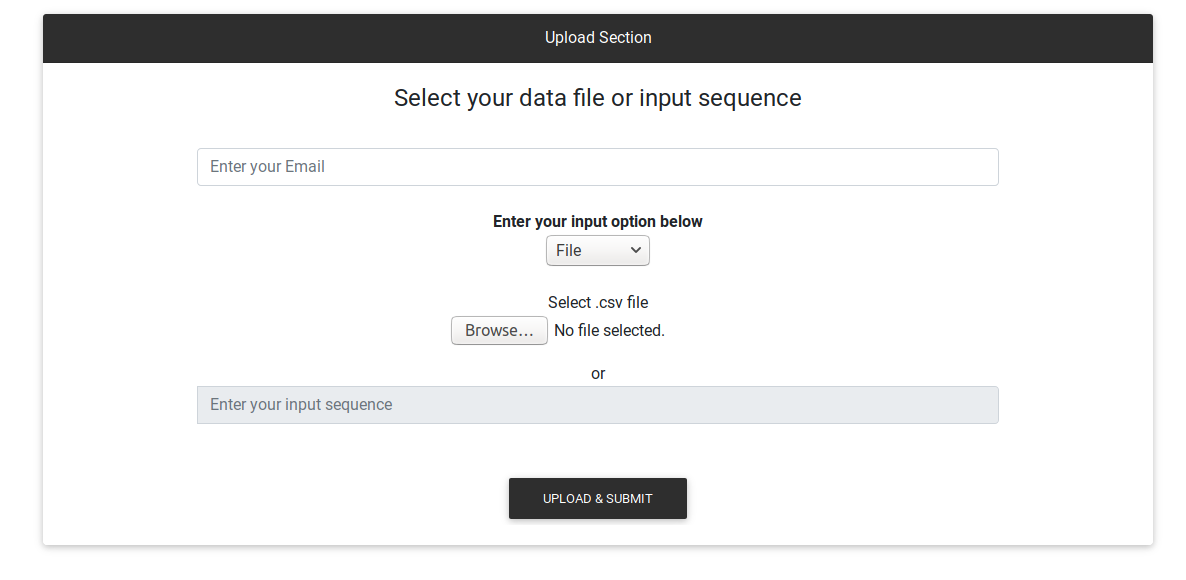 Upload Section
Select your data file or input sequence
Enter your Email
Enter your input option below
File
Select .csv file
Browse... No file selected.
or
Enter your input sequence
UPLOAD & SUBMIT